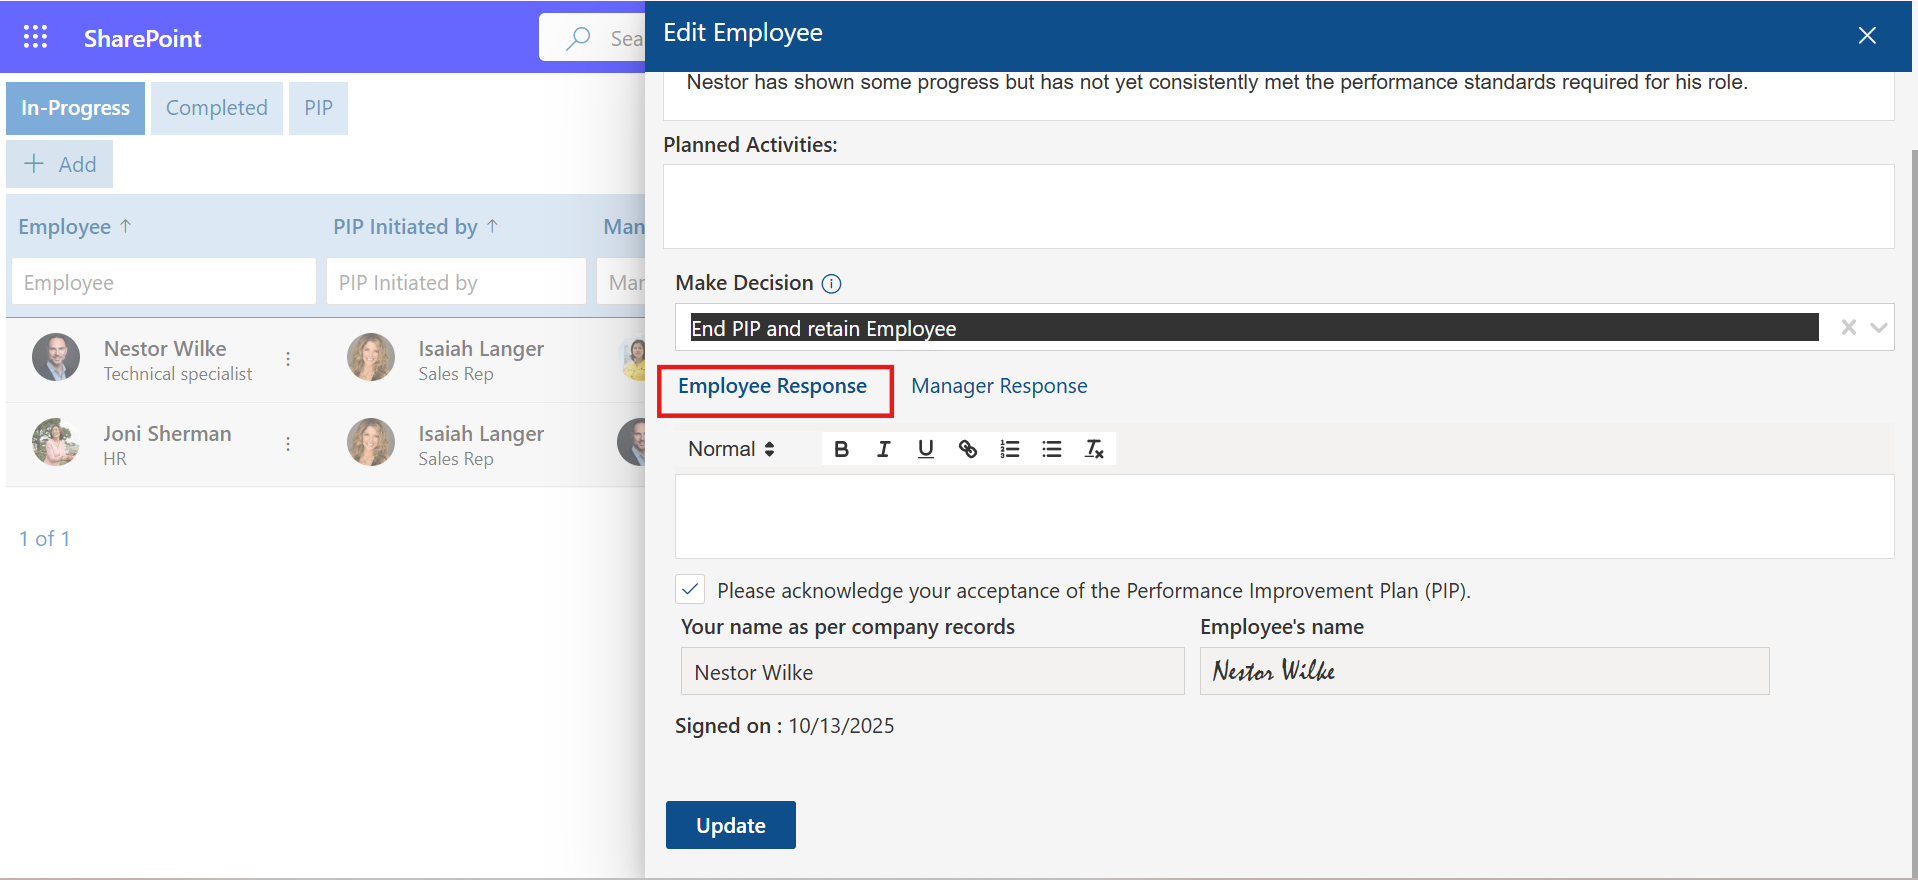 SharePoint
Sea
In-Progress
Completed
PIP
Add
Employee
PIP Initiated by
Man
Employee
PIP Initiated by
Mar
Nestor Wilke
Technical specialist
Isaiah Langer
Sales Rep
Joni Sherman
HR
Isaiah Langer
Sales Rep
1 of 1
Edit Employee
Nestor has shown some progress but has not yet consistently met the performance standards required for his role.
Planned Activities:
Make Decision
End PIP and retain Employee
Employee Response
Manager Response
Normal
Please acknowledge your acceptance of the Performance Improvement Plan (PIP).
Your name as per company records
Employee's name
Nestor Wilke
Nestor Wilke
Signed on : 10/13/2025
Update